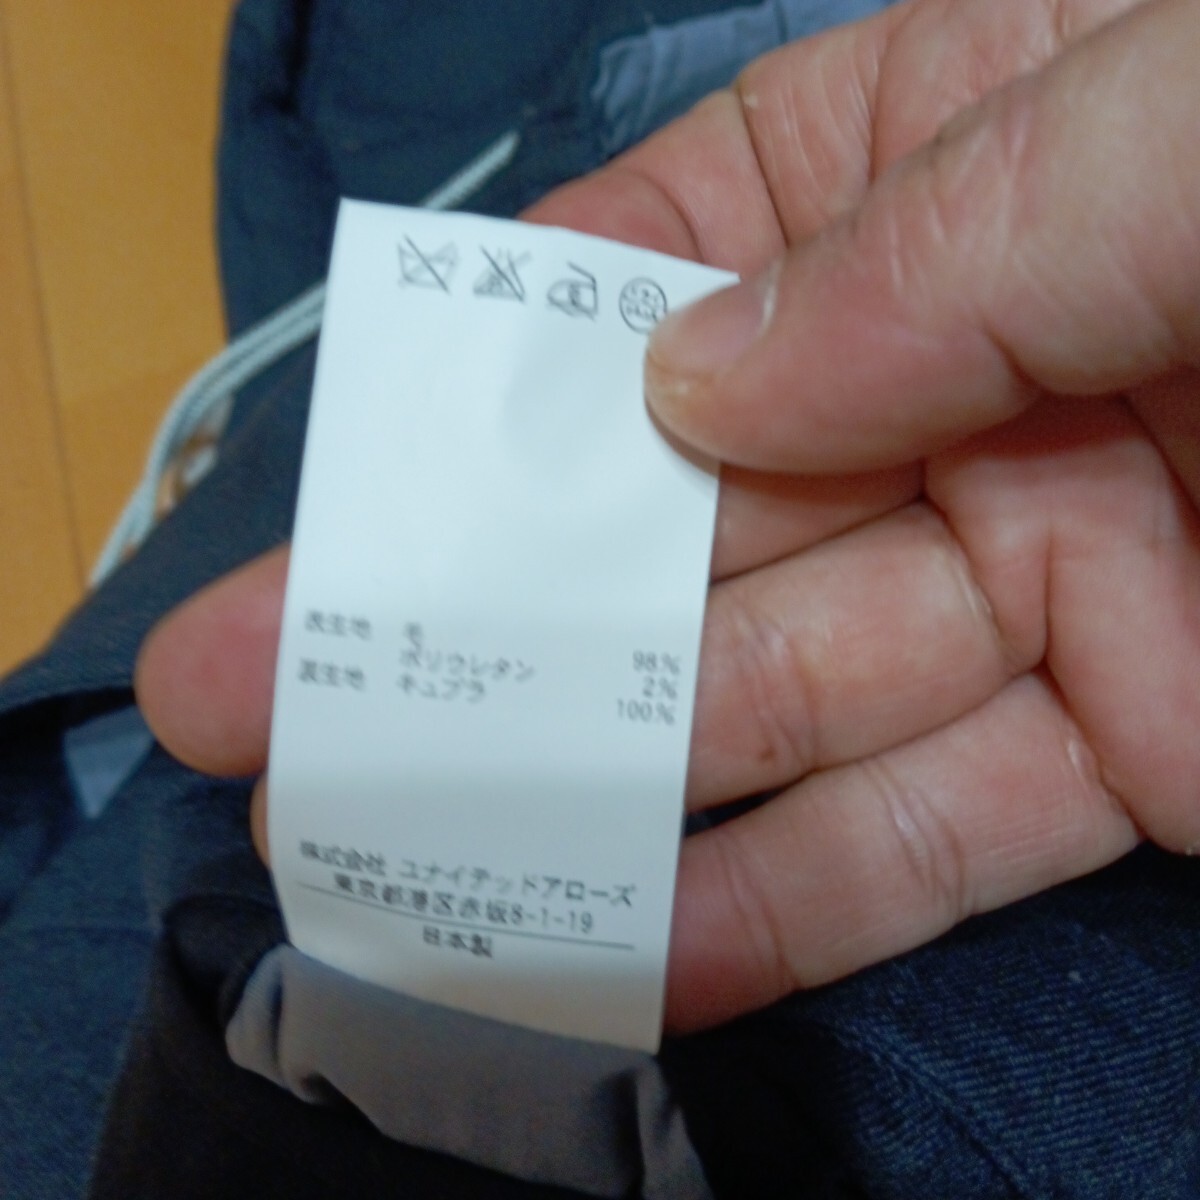 表生地 毛 98%
ポリウレタン 2%
裏生地 キュプラ 100%
株式会社 ユナイテッドアローズ
東京都港区赤坂8-1-19
日本製